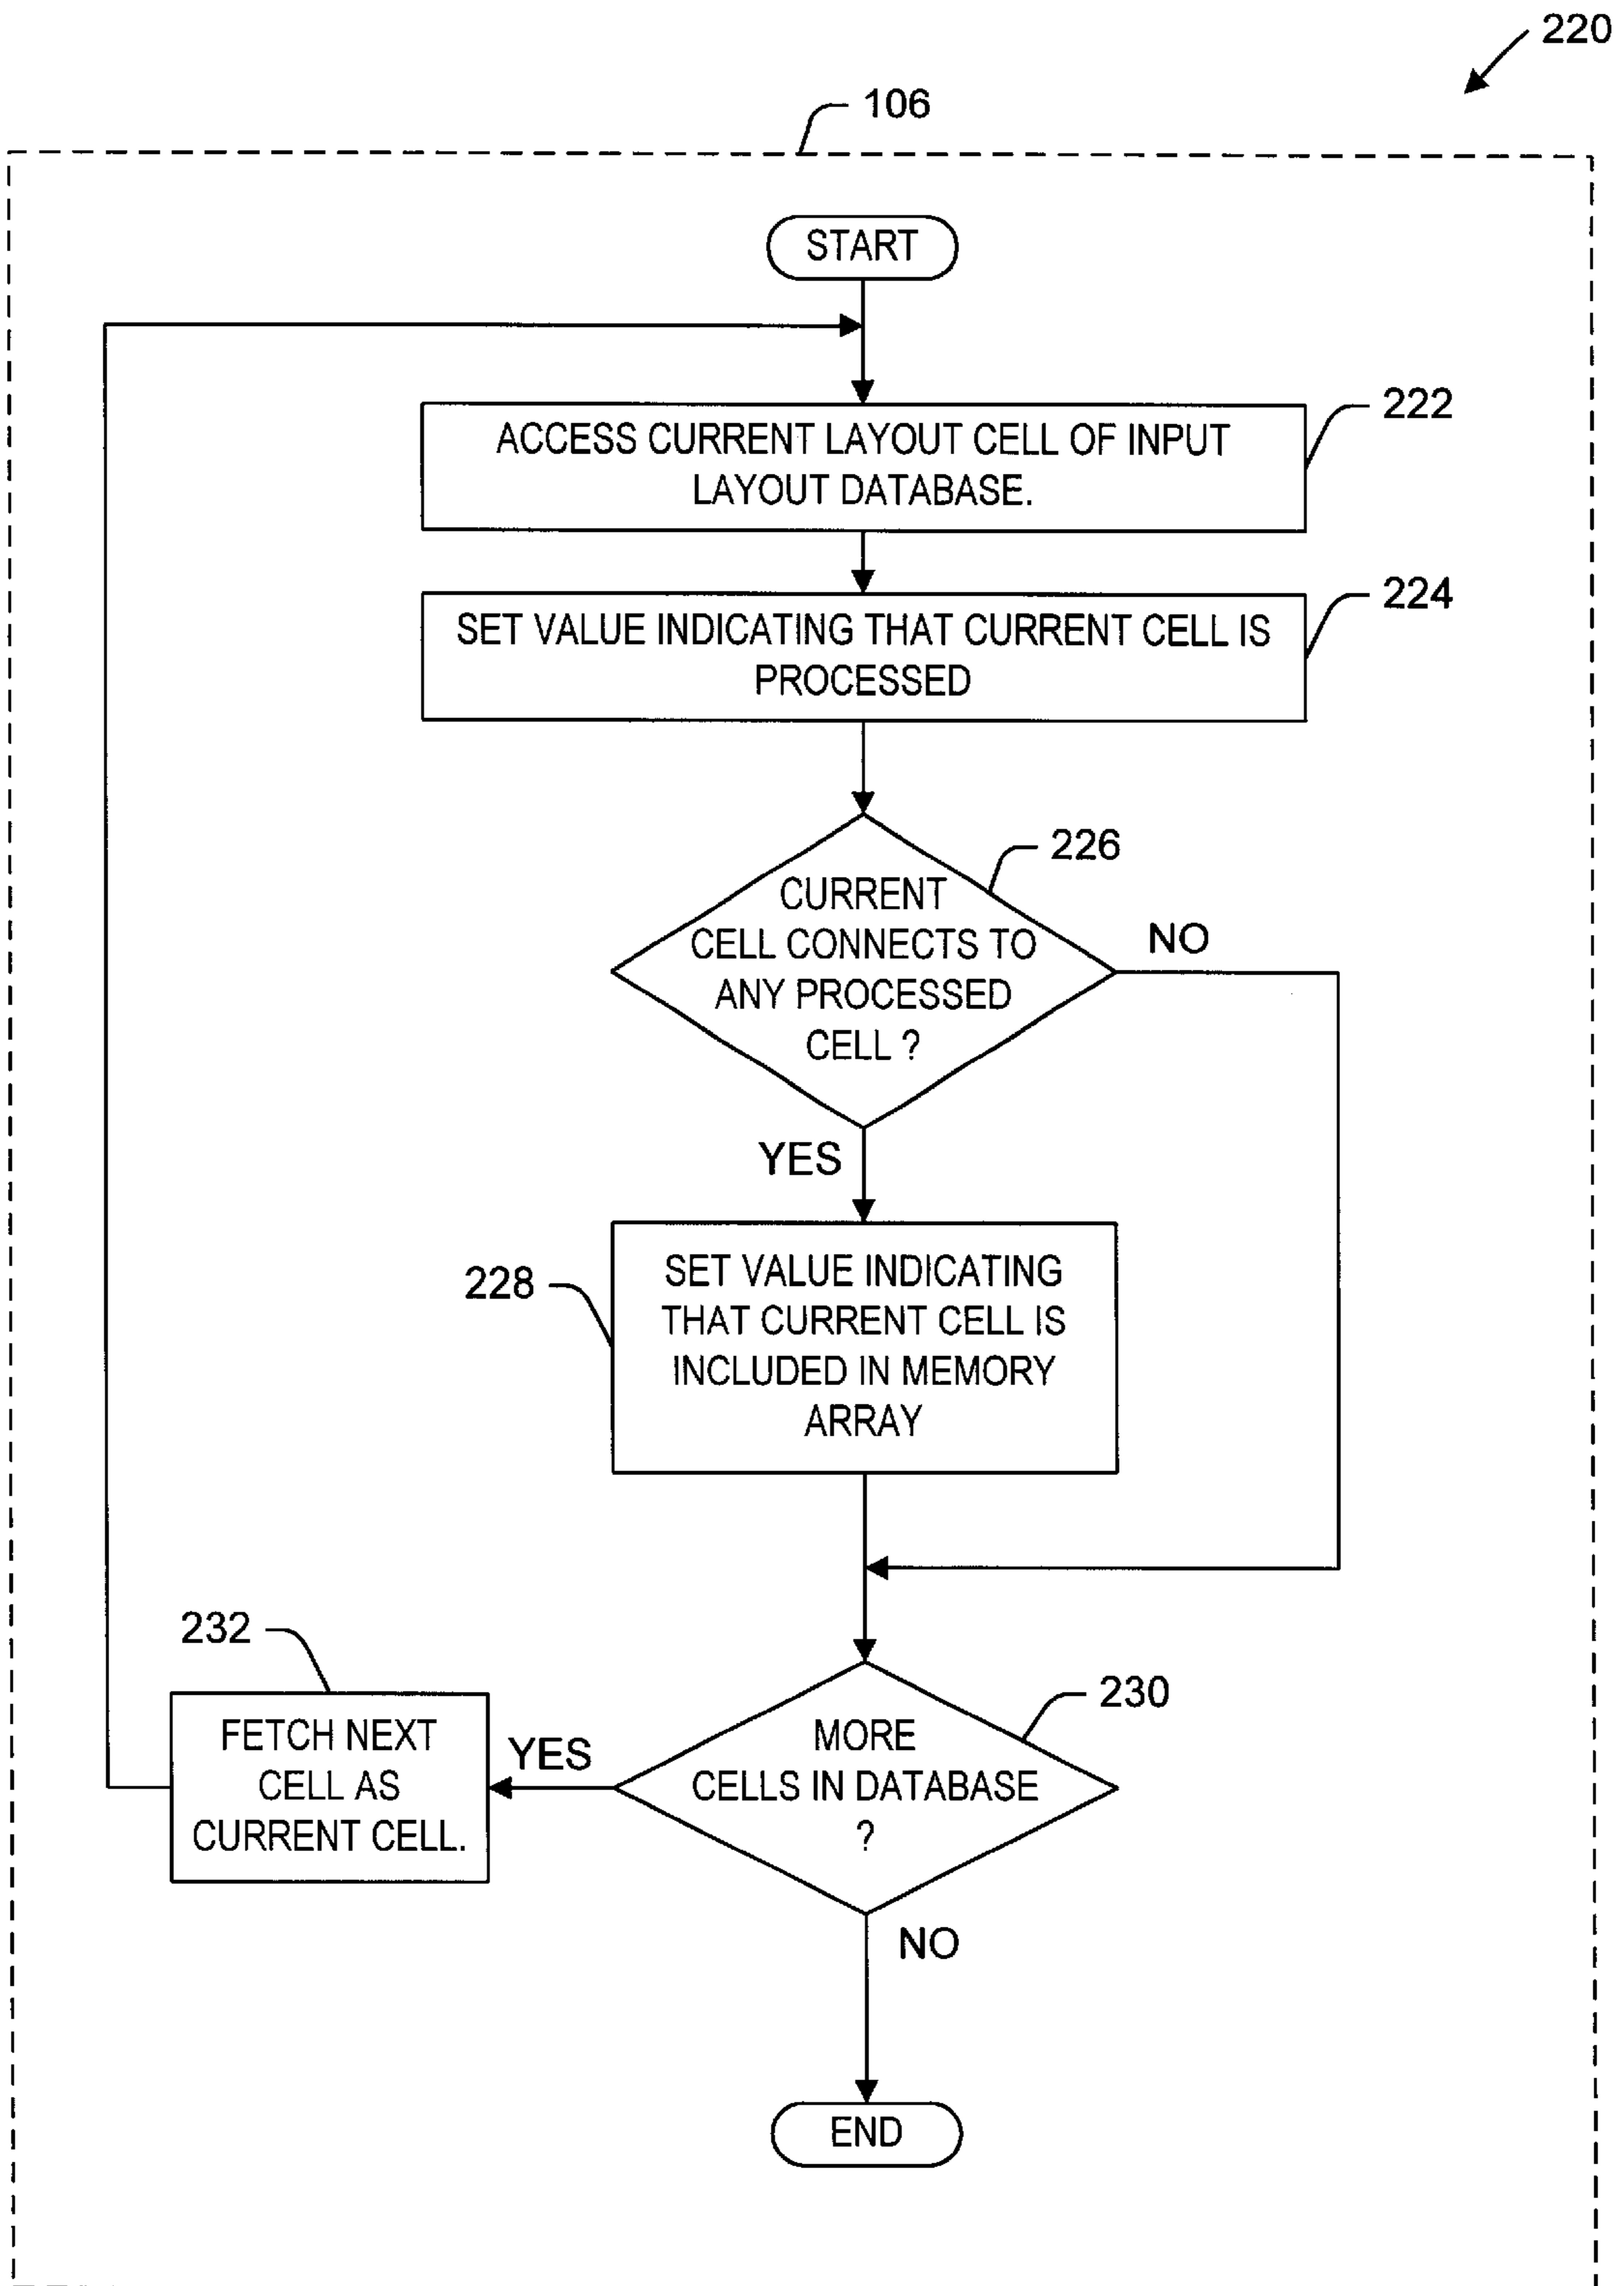 220
106
START
ACCESS CURRENT LAYOUT CELL OF INPUT
LAYOUT DATABASE.
222
SET VALUE INDICATING THAT CURRENT CELL IS
PROCESSED
224
226
CURRENT
CELL CONNECTS TO
ANY PROCESSED
CELL ?
NO
YES
228
SET VALUE INDICATING
THAT CURRENT CELL IS
INCLUDED IN MEMORY
ARRAY
232
230
FETCH NEXT
CELL AS
CURRENT CELL.
YES
MORE
CELLS IN DATABASE
?
NO
END